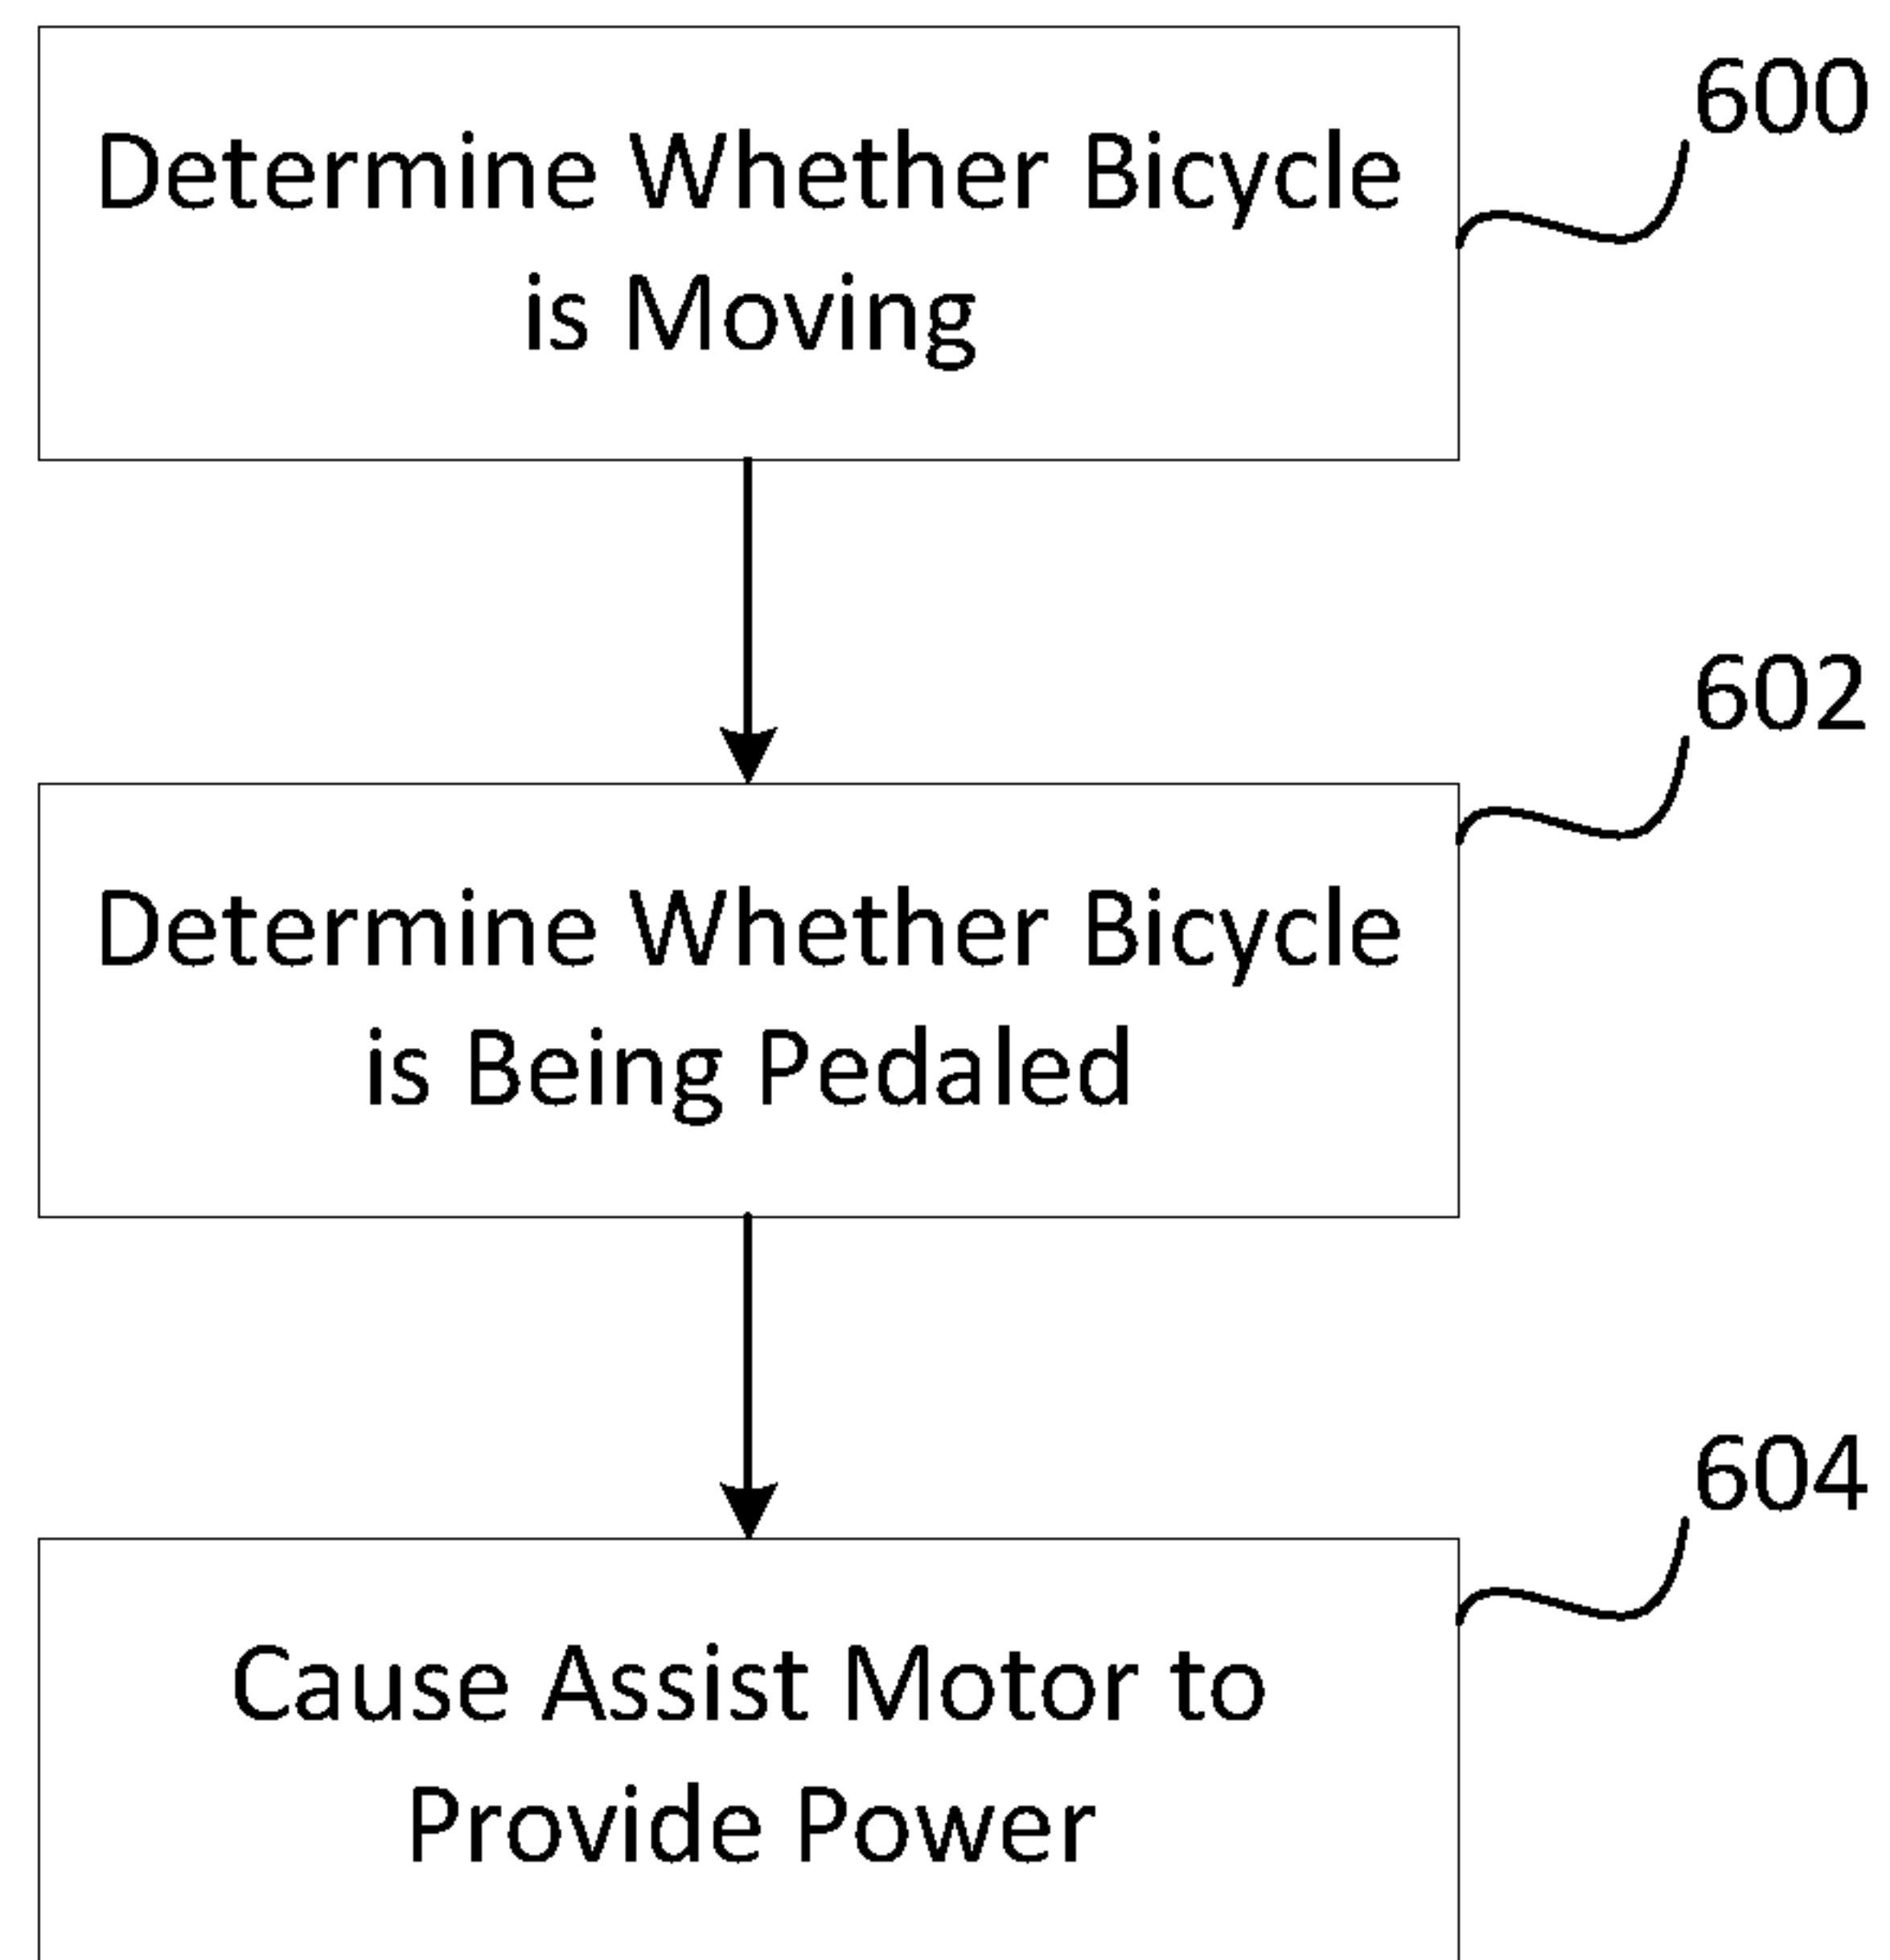 Determine Whether Bicycle
is Moving
600
Determine Whether Bicycle
is Being Pedaled
602
Cause Assist Motor to
Provide Power
604